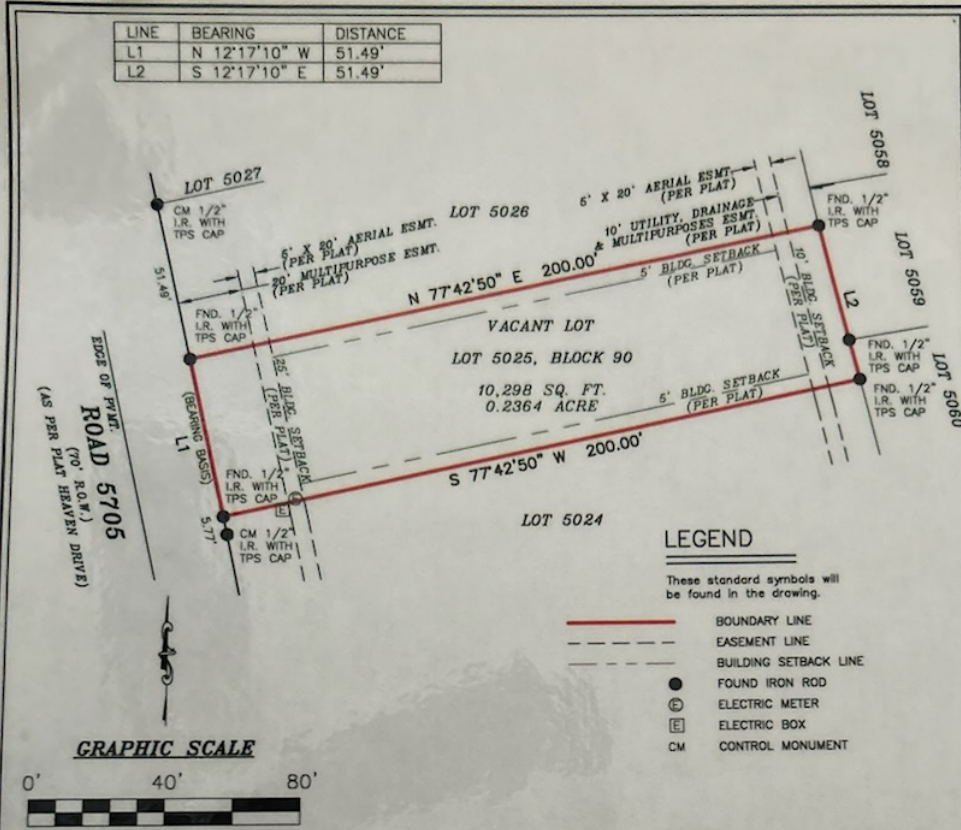 LINE BEARING DISTANCE
L1 N 12°17'10" W 51.49'
L2 S 12°17'10" E 51.49'
LOT 5058
LOT 5027
CM 1/2"
I.R. WITH
TPS CAP
LOT 5026
5' X 20' AERIAL ESMT.
(PER PLAT)
10' UTILITY, DRAINAGE
& MULTIPURPOSES ESMT.
(PER PLAT)
FND. 1/2"
I.R. WITH
TPS CAP
5' X 20' AERIAL ESMT.
(PER PLAT)
20' MULTIPURPOSE ESMT.
(PER PLAT)
51.49'
N 77°42'50" E 200.00'
5' BLDG. SETBACK
(PER PLAT)
10' BLDG. SETBACK
(PER PLAT)
LOT 5059
L2
FND. 1/2"
I.R. WITH
TPS CAP
VACANT LOT
LOT 5025, BLOCK 90
10,298 SQ. FT.
0.2364 ACRE
FND. 1/2"
I.R. WITH
TPS CAP
LOT 5060
EDGE OF PVMT.
ROAD 5705
(70' R.O.W.)
(AS PER PLAT HEAVEN DRIVE)
L1
(BEARING BASIS)
25' BLDG. SETBACK
(PER PLAT)
5' BLDG. SETBACK
(PER PLAT)
FND. 1/2"
I.R. WITH
TPS CAP
FND. 1/2"
I.R. WITH
TPS CAP
E
E
S 77°42'50" W 200.00'
5.77'
CM 1/2"
I.R. WITH
TPS CAP
LOT 5024
LEGEND
These standard symbols will
be found in the drawing.
BOUNDARY LINE
EASEMENT LINE
BUILDING SETBACK LINE
FOUND IRON ROD
E ELECTRIC METER
E ELECTRIC BOX
CM CONTROL MONUMENT
GRAPHIC SCALE
0' 40' 80'